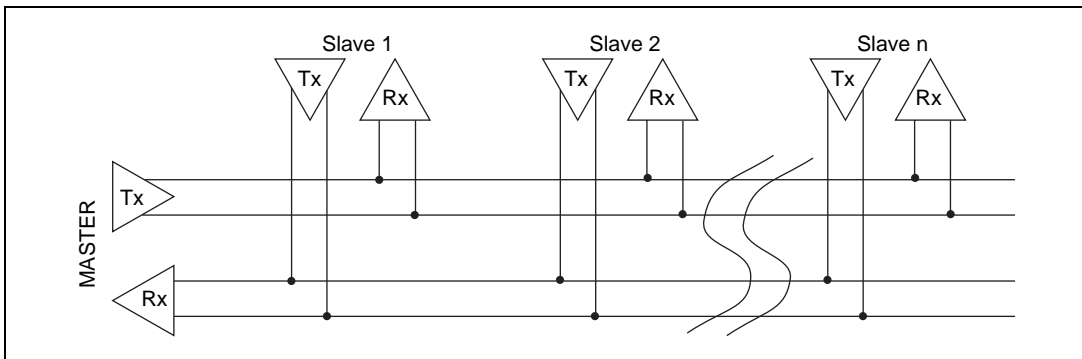 Slave 1
Slave 2
Slave n
Tx
Rx
Tx
Rx
Tx
Rx
MASTER
Tx
Rx